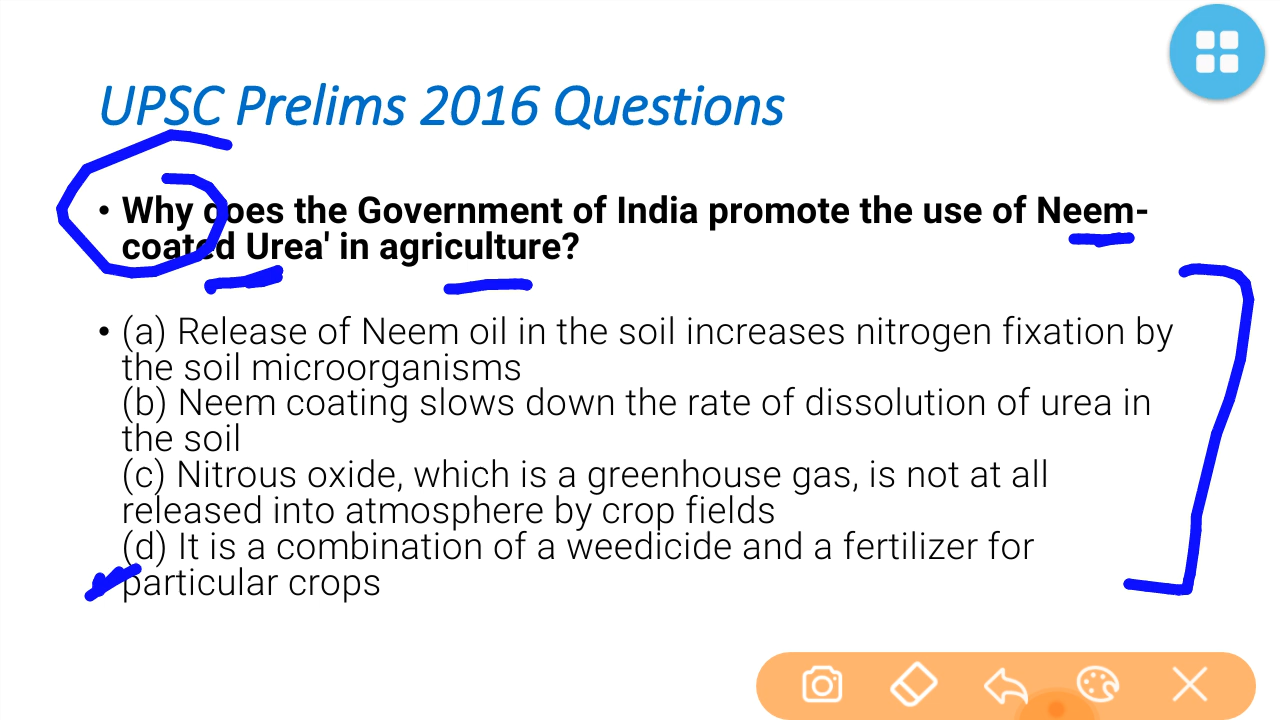 UPSC Prelims 2016 Questions
• Why does the Government of India promote the use of Neem-
coated Urea' in agriculture?
• (a) Release of Neem oil in the soil increases nitrogen fixation by
the soil microorganisms
(b) Neem coating slows down the rate of dissolution of urea in
the soil
(c) Nitrous oxide, which is a greenhouse gas, is not at all
released into atmosphere by crop fields
(d) It is a combination of a weedicide and a fertilizer for
particular crops